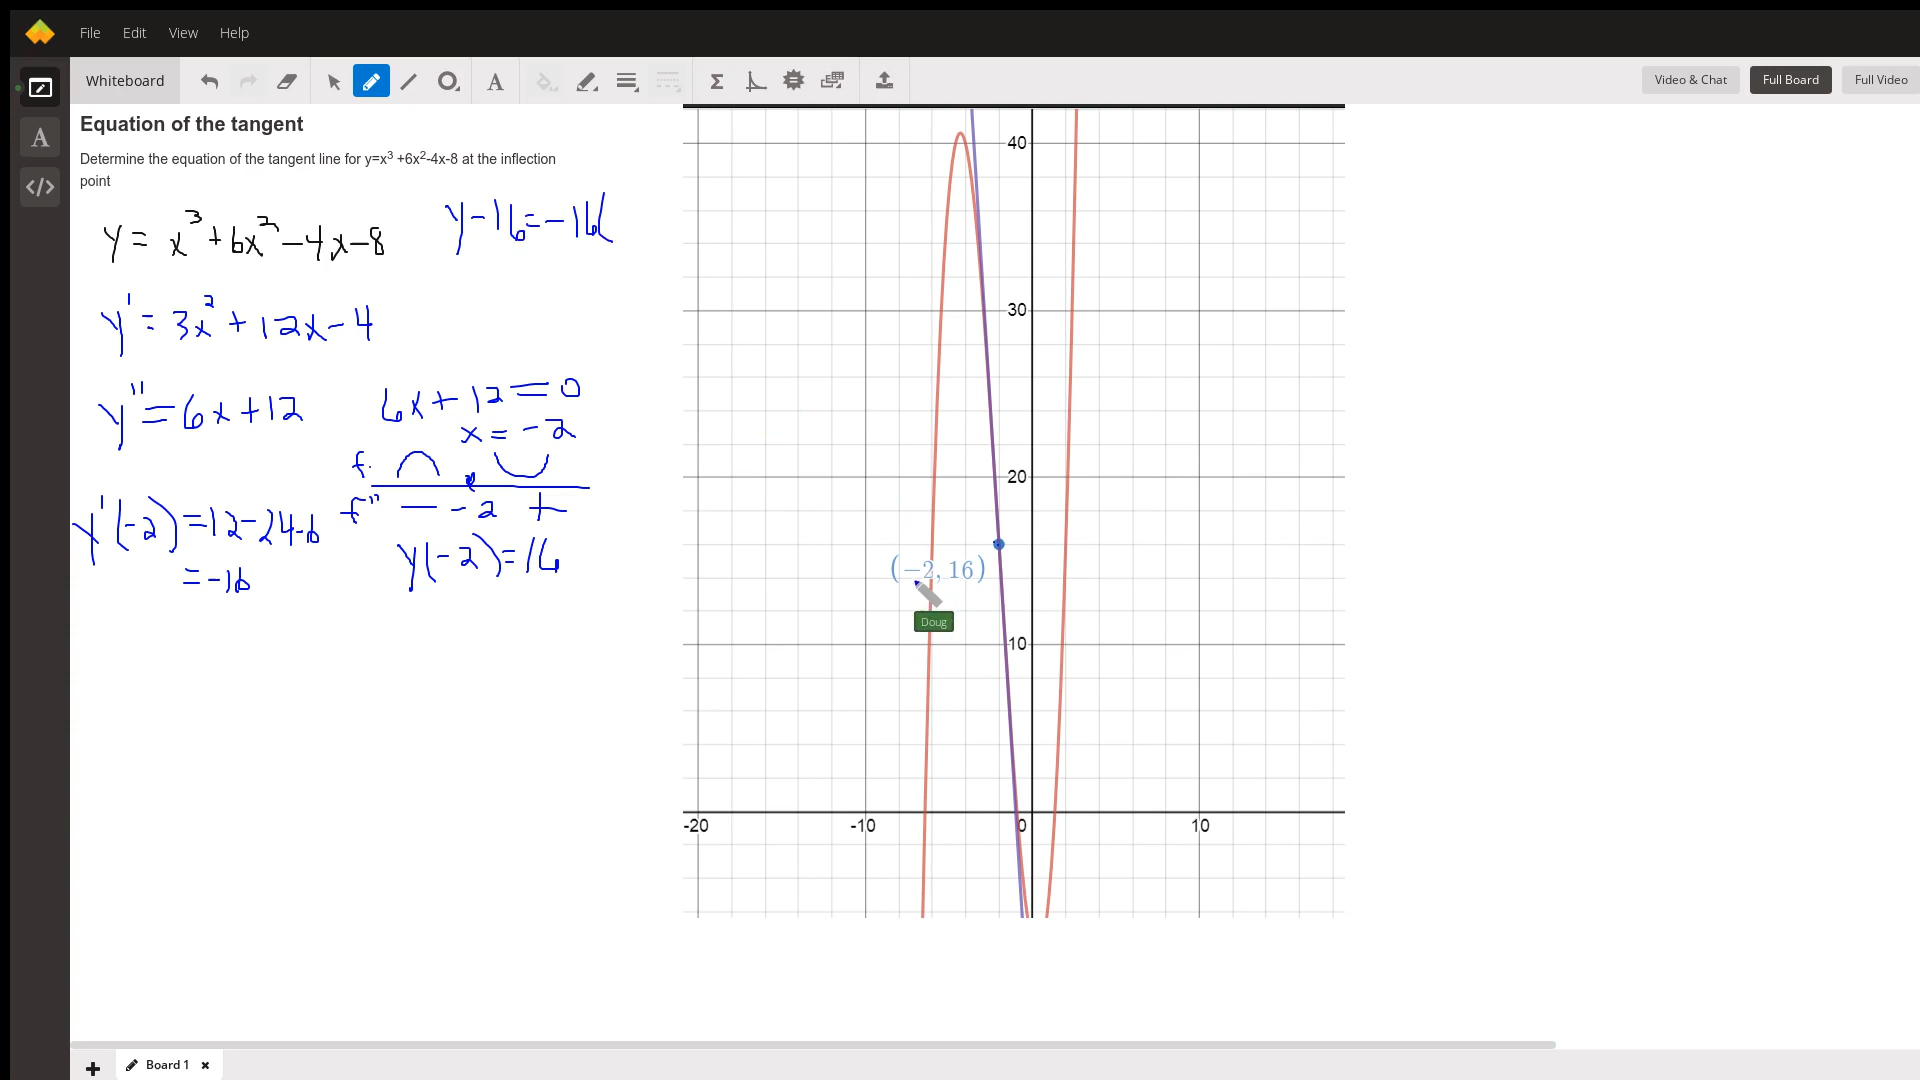 File Edit View Help
Whiteboard
Video & Chat Full Board Full Video
Equation of the tangent
Determine the equation of the tangent line for y=x³ +6x²-4x-8 at the inflection
point
y = x³ + 6x² - 4x - 8
y - 16 = -16(
y' = 3x² + 12x - 4
y'' = 6x + 12
6x + 12 = 0
x = -2
f
f'' — -2 +
y'(-2) = 12 - 24 -
= -16
y(-2) = 16
40
30
20
(−2, 16)
Doug
10
-20 -10 0 10
Board 1